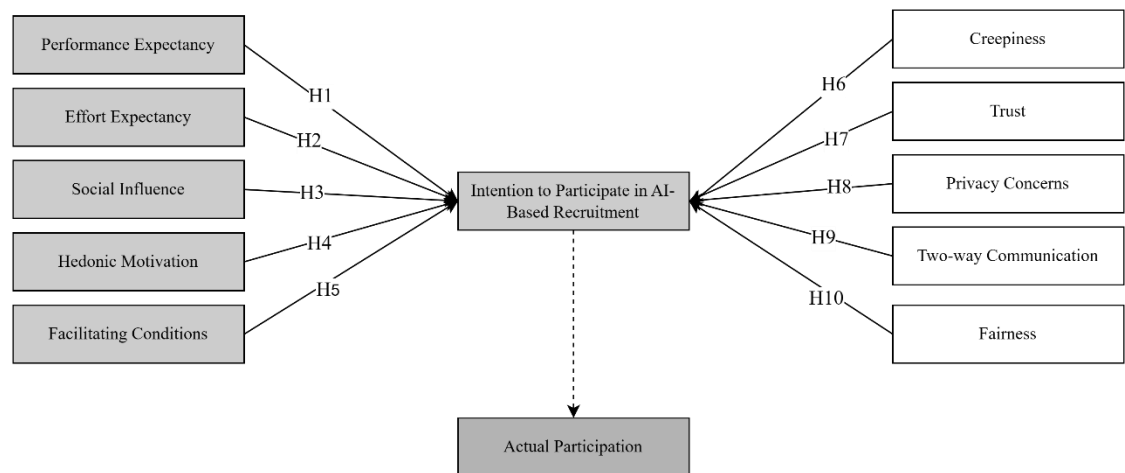 Performance Expectancy
Effort Expectancy
Social Influence
Hedonic Motivation
Facilitating Conditions
H1
H2
H3
H4
H5
Intention to Participate in AI-
Based Recruitment
Actual Participation
H6
H7
H8
H9
H10
Creepiness
Trust
Privacy Concerns
Two-way Communication
Fairness